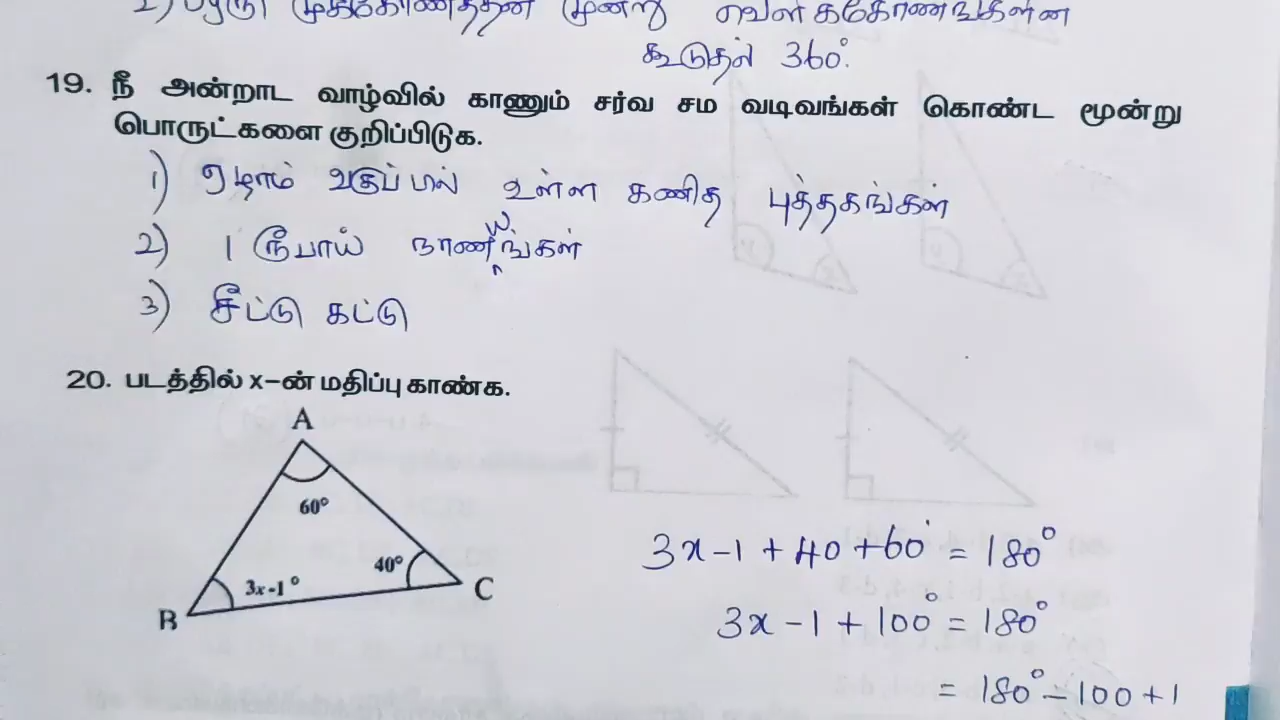 மூன்று
கூடுதல் 360°.
19. நீ அன்றாட வாழ்வில் காணும் சர்வ சம வடிவங்கள் கொண்ட மூன்று
பொருட்களை குறிப்பிடுக.
1) ஏழாம் வகுப்பில் உள்ள கணித புத்தகங்கள்
2) 1 ரூபாய் நாணயங்கள்
3) சீட்டு கட்டு
20. படத்தில் x-ன் மதிப்பு காண்க.
A
60°
40°
3x-1°
C
B
3x-1+40+60° = 180°
3x-1+100° = 180°
= 180°-100+1